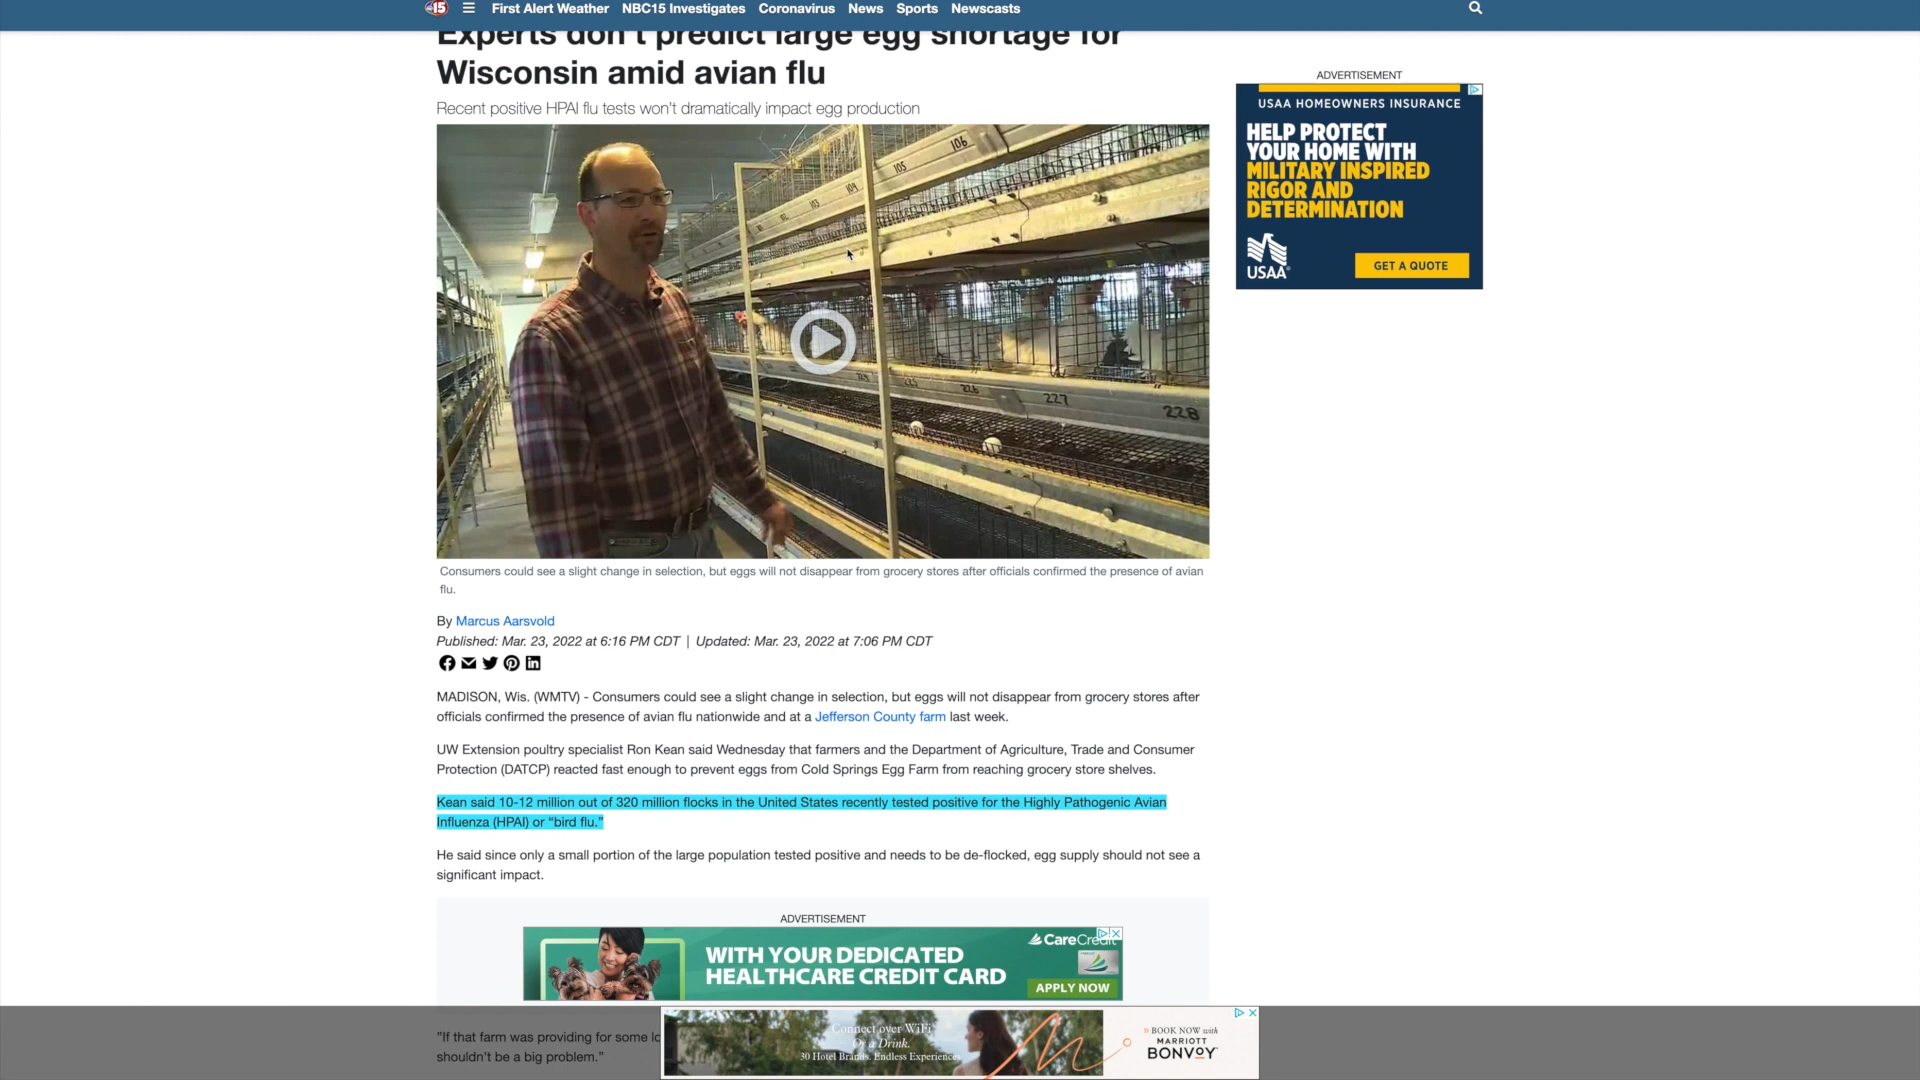 15 First Alert Weather NBC15 Investigates Coronavirus News Sports Newscasts
Experts don't predict large egg shortage for
Wisconsin amid avian flu
Recent positive HPAI flu tests won't dramatically impact egg production
103
104
105
106
226
227
228
Consumers could see a slight change in selection, but eggs will not disappear from grocery stores after officials confirmed the presence of avian
flu.
By Marcus Aarsvold
Published: Mar. 23, 2022 at 6:16 PM CDT | Updated: Mar. 23, 2022 at 7:06 PM CDT
MADISON, Wis. (WMTV) - Consumers could see a slight change in selection, but eggs will not disappear from grocery stores after
officials confirmed the presence of avian flu nationwide and at a Jefferson County farm last week.
UW Extension poultry specialist Ron Kean said Wednesday that farmers and the Department of Agriculture, Trade and Consumer
Protection (DATCP) reacted fast enough to prevent eggs from Cold Springs Egg Farm from reaching grocery store shelves.
Kean said 10-12 million out of 320 million flocks in the United States recently tested positive for the Highly Pathogenic Avian
Influenza (HPAI) or “bird flu.”
He said since only a small portion of the large population tested positive and needs to be de-flocked, egg supply should not see a
significant impact.
ADVERTISEMENT
WITH YOUR DEDICATED
HEALTHCARE CREDIT CARD
CareCredit
APPLY NOW
"If that farm was providing for some lo
shouldn't be a big problem."
Connect over WiFi.
Or a Drink.
30 Hotel Brands. Endless Experiences.
BOOK NOW with
MARRIOTT
BONVOY
ADVERTISEMENT
USAA HOMEOWNERS INSURANCE
HELP PROTECT
YOUR HOME WITH
MILITARY INSPIRED
RIGOR AND
DETERMINATION
USAA
GET A QUOTE